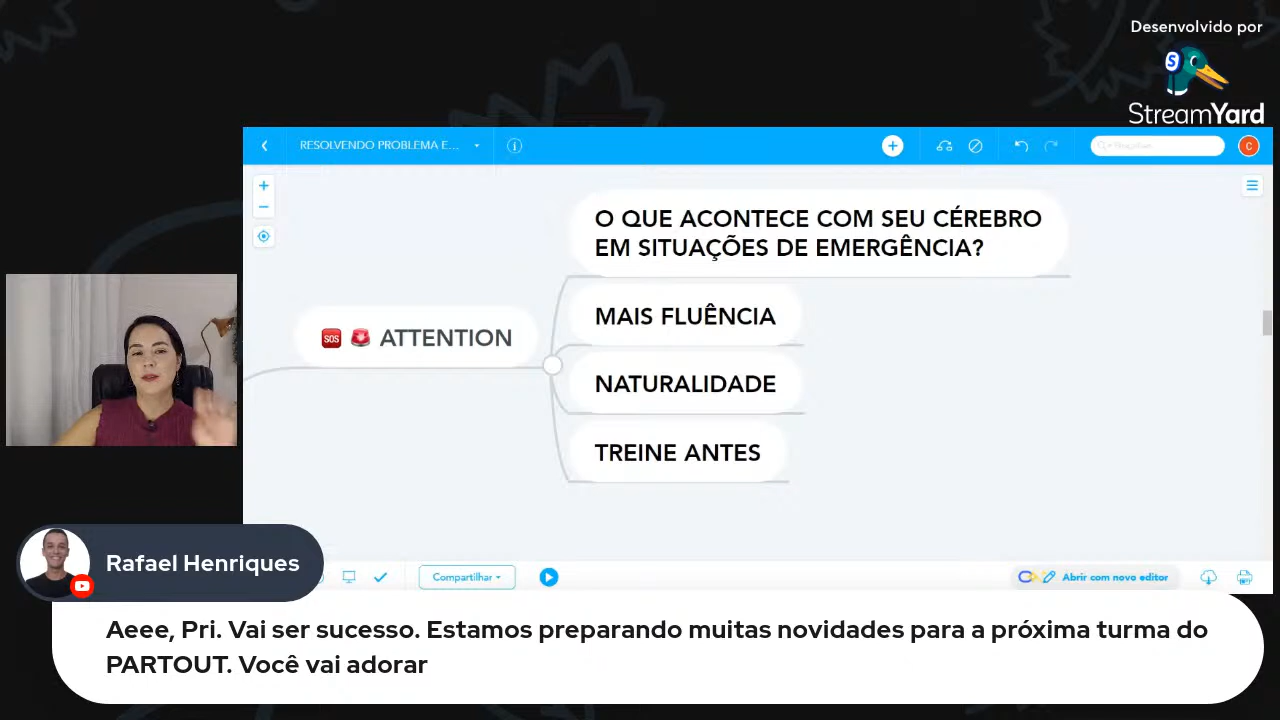 Desenvolvido por
StreamYard
RESOLVENDO PROBLEMA E...
C
O QUE ACONTECE COM SEU CÉREBRO
EM SITUAÇÕES DE EMERGÊNCIA?
MAIS FLUÊNCIA
SOS ATTENTION
NATURALIDADE
TREINE ANTES
Compartilhar
Abrir com novo editor
Rafael Henriques
Aeee, Pri. Vai ser sucesso. Estamos preparando muitas novidades para a próxima turma do
PARTOUT. Você vai adorar